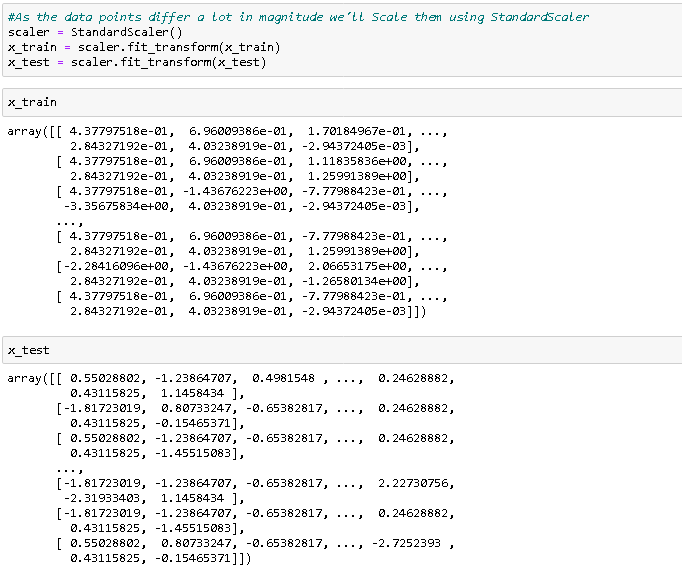 #As the data points differ a lot in magnitude we'll Scale them using StandardScaler
scaler = StandardScaler()
x_train = scaler.fit_transform(x_train)
x_test = scaler.fit_transform(x_test)
x_train
array([[ 4.37797518e-01,  6.96009386e-01,  1.70184967e-01, ...,
         2.84327192e-01,  4.03238919e-01, -2.94372405e-03],
       [ 4.37797518e-01,  6.96009386e-01,  1.11835836e+00, ...,
         2.84327192e-01,  4.03238919e-01,  1.25991389e+00],
       [ 4.37797518e-01, -1.43676223e+00, -7.77988423e-01, ...,
        -3.35675834e+00,  4.03238919e-01, -2.94372405e-03],
       ...,
       [ 4.37797518e-01,  6.96009386e-01, -7.77988423e-01, ...,
         2.84327192e-01,  4.03238919e-01,  1.25991389e+00],
       [-2.28416096e+00, -1.43676223e+00,  2.06653175e+00, ...,
         2.84327192e-01,  4.03238919e-01, -1.26580134e+00],
       [ 4.37797518e-01,  6.96009386e-01, -7.77988423e-01, ...,
         2.84327192e-01,  4.03238919e-01, -2.94372405e-03]])
x_test
array([[ 0.55028802, -1.23864707,  0.4981548 , ...,  0.24628882,
         0.43115825,  1.1458434 ],
       [-1.81723019,  0.80733247, -0.65382817, ...,  0.24628882,
         0.43115825, -0.15465371],
       [ 0.55028802, -1.23864707, -0.65382817, ...,  0.24628882,
         0.43115825, -1.45515083],
       ...,
       [-1.81723019, -1.23864707, -0.65382817, ...,  2.22730756,
        -2.31933403,  1.1458434 ],
       [-1.81723019, -1.23864707, -0.65382817, ...,  0.24628882,
         0.43115825, -1.45515083],
       [ 0.55028802,  0.80733247, -0.65382817, ..., -2.7252393 ,
         0.43115825, -0.15465371]])